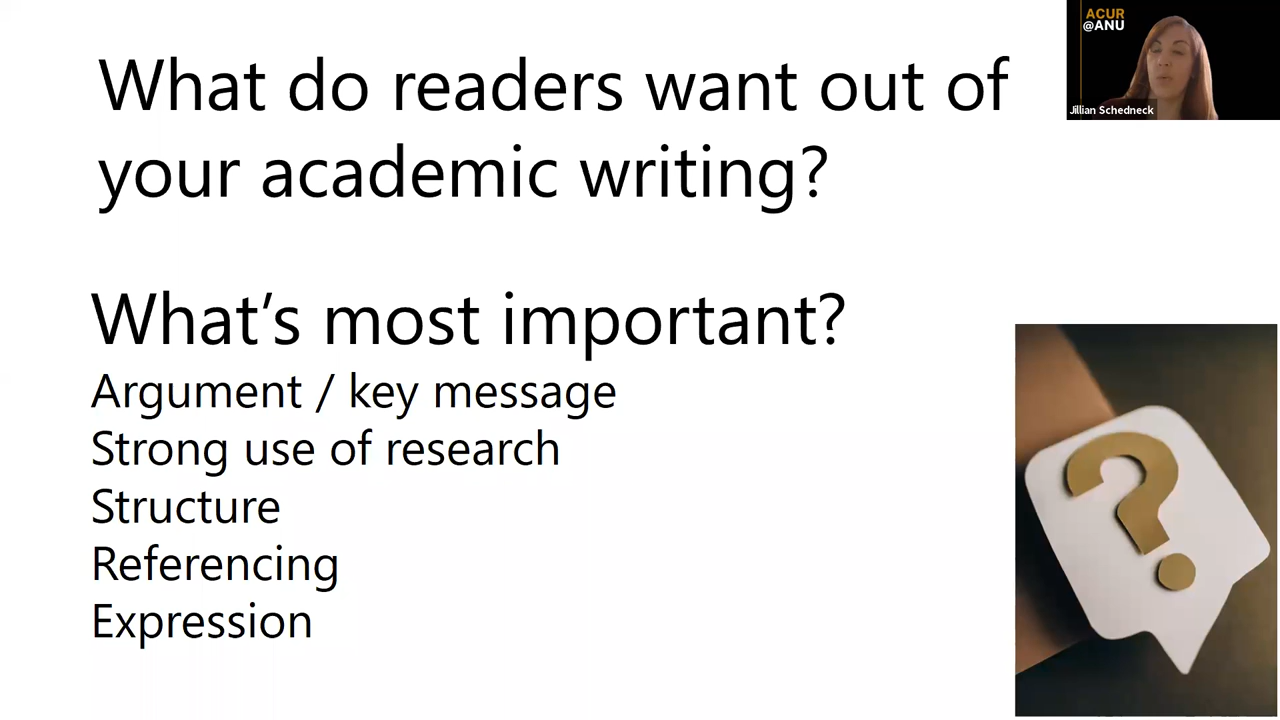 What do readers want out of
your academic writing?
What's most important?
Argument / key message
Strong use of research
Structure
Referencing
Expression
ACUR
@ANU
Jillian Schedneck
?